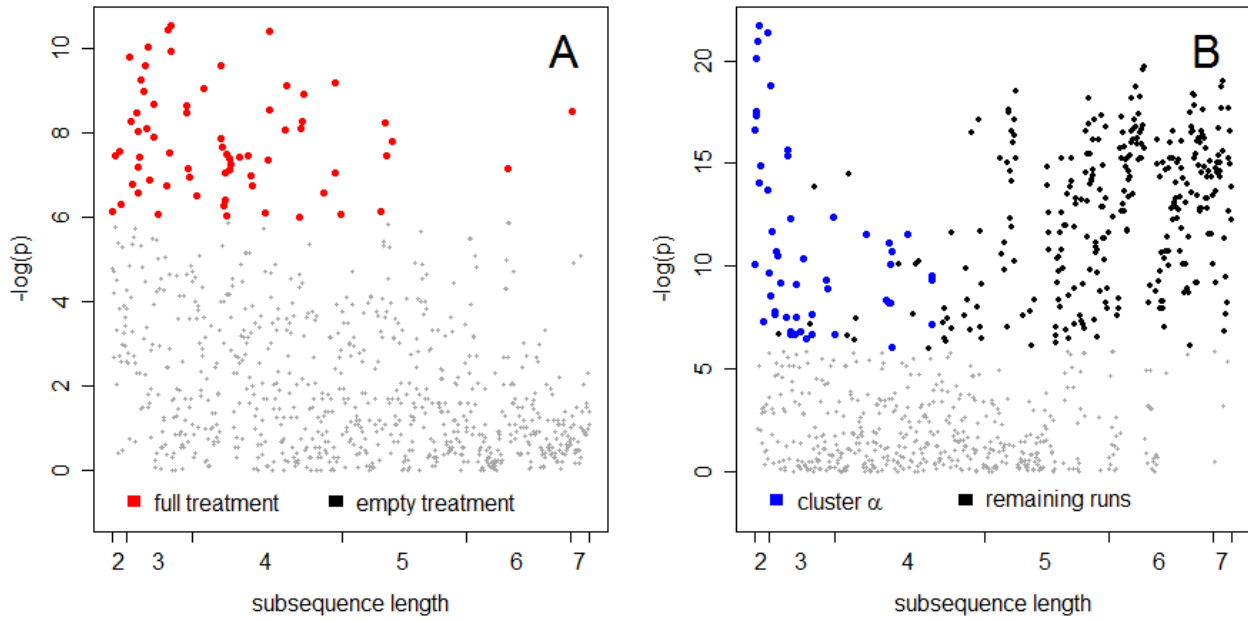 A
-log(p)
10
8
6
4
2
0
full treatment
empty treatment
2 3 4 5 6 7
subsequence length
B
-log(p)
20
15
10
5
0
cluster α
remaining runs
2 3 4 5 6 7
subsequence length